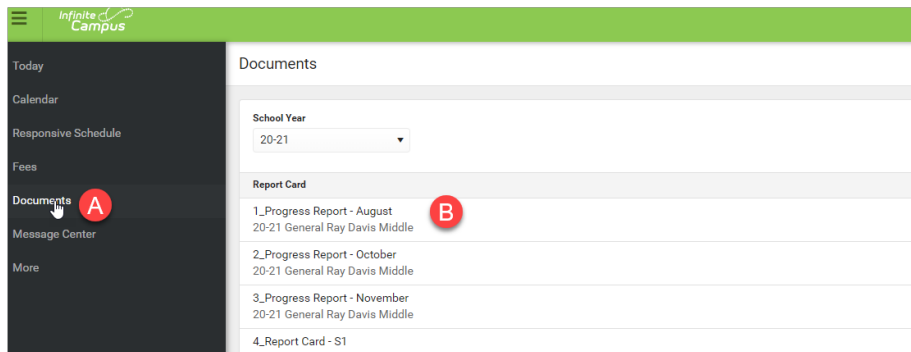 Infinite
Campus
Today
Calendar
Responsive Schedule
Fees
Documents
A
Message Center
More
Documents
School Year
20-21
Report Card
1_Progress Report - August
B
20-21 General Ray Davis Middle
2_Progress Report - October
20-21 General Ray Davis Middle
3_Progress Report - November
20-21 General Ray Davis Middle
4_Report Card - S1